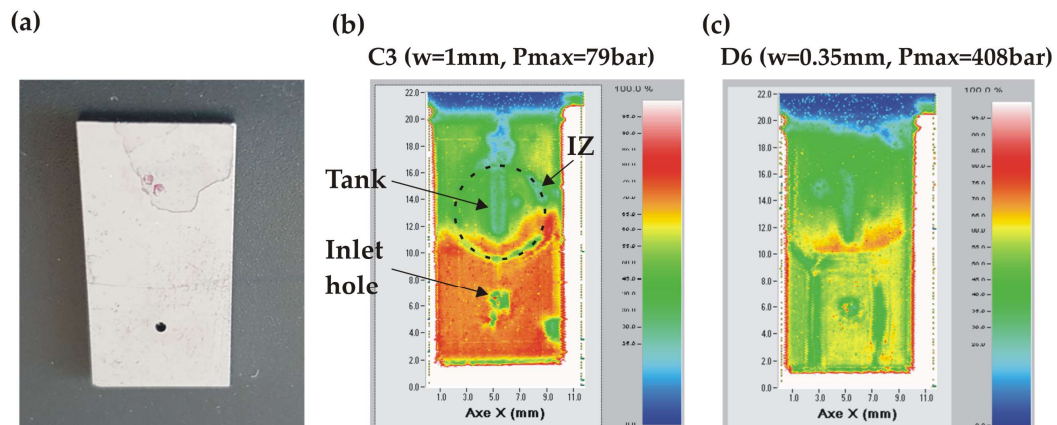 (a)
(b)
C3 (w=1mm, Pmax=79bar)
100.0 %
22.0
20.0
18.0
16.0
14.0
12.0
10.0
8.0
6.0
4.0
2.0
0.0
Tank
IZ
Inlet
hole
1.0 3.0 5.0 7.0 9.0 11.0
Axe X (mm)
(c)
D6 (w=0.35mm, Pmax=408bar)
100.0 %
22.0
20.0
18.0
16.0
14.0
12.0
10.0
8.0
6.0
4.0
2.0
0.0
1.0 3.0 5.0 7.0 9.0 11.0
Axe X (mm)